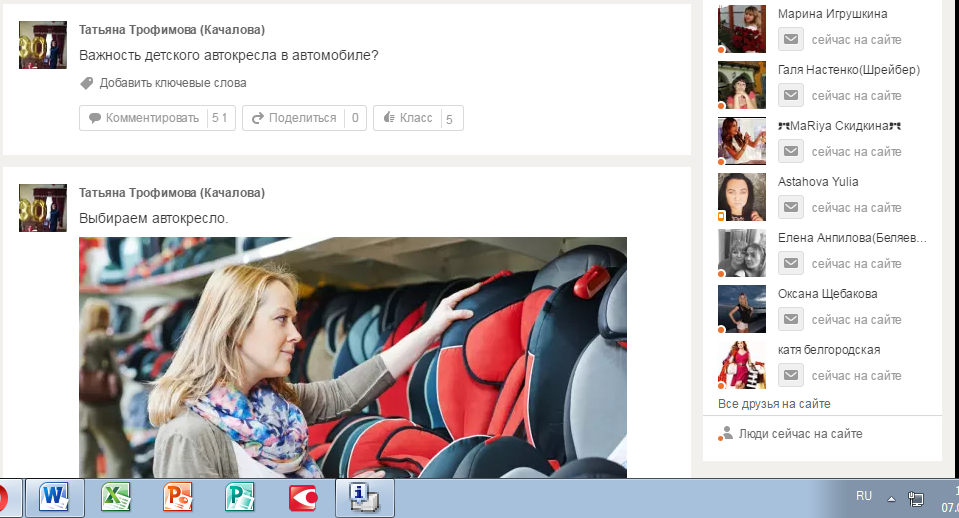 Татьяна Трофимова (Качалова)
Важность детского автокресла в автомобиле?
Добавить ключевые слова
Комментировать 5 1 Поделиться 0 Класс 5
Татьяна Трофимова (Качалова)
Выбираем автокресло.
Марина Игрушкина
сейчас на сайте
Галя Настенко(Шрейбер)
сейчас на сайте
MaRiya Скидкина
сейчас на сайте
Astahova Yulia
сейчас на сайте
Елена Анпилова(Беляев...
сейчас на сайте
Оксана Щебакова
сейчас на сайте
катя белгородская
сейчас на сайте
Все друзья на сайте
Люди сейчас на сайте
RU
07.0